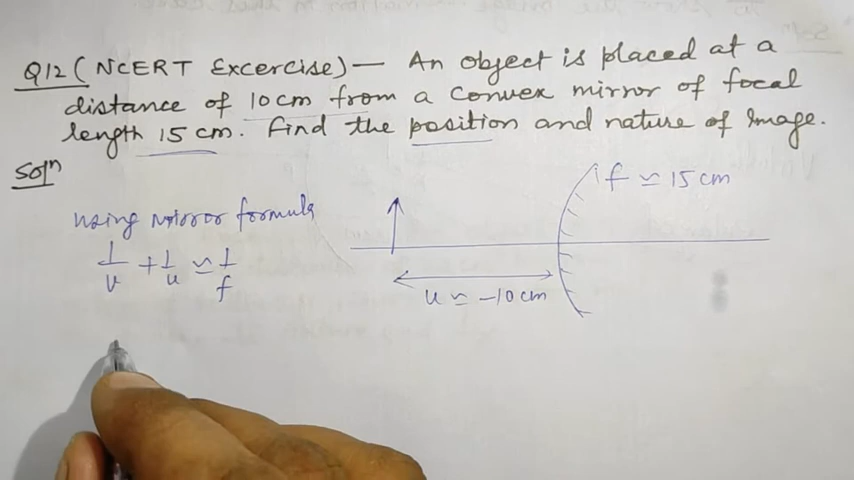 Q12 (NCERT Excercise) — An object is placed at a
distance of 10 cm from a convex mirror of focal
length 15 cm. Find the position and nature of Image.
Solⁿ
using mirror formula
1/v + 1/u ≃ 1/f
f ≃ 15 cm
u ≃ -10 cm